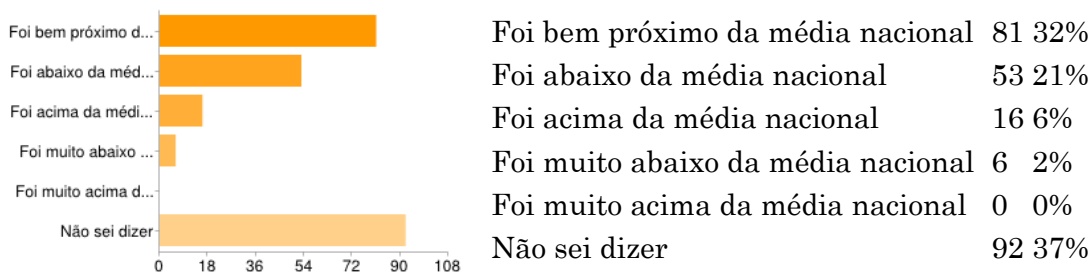 Foi bem próximo d...
Foi abaixo da méd...
Foi acima da médi...
Foi muito abaixo ...
Foi muito acima d...
Não sei dizer
0 18 36 54 72 90 108
Foi bem próximo da média nacional 81 32%
Foi abaixo da média nacional 53 21%
Foi acima da média nacional 16 6%
Foi muito abaixo da média nacional 6 2%
Foi muito acima da média nacional 0 0%
Não sei dizer 92 37%